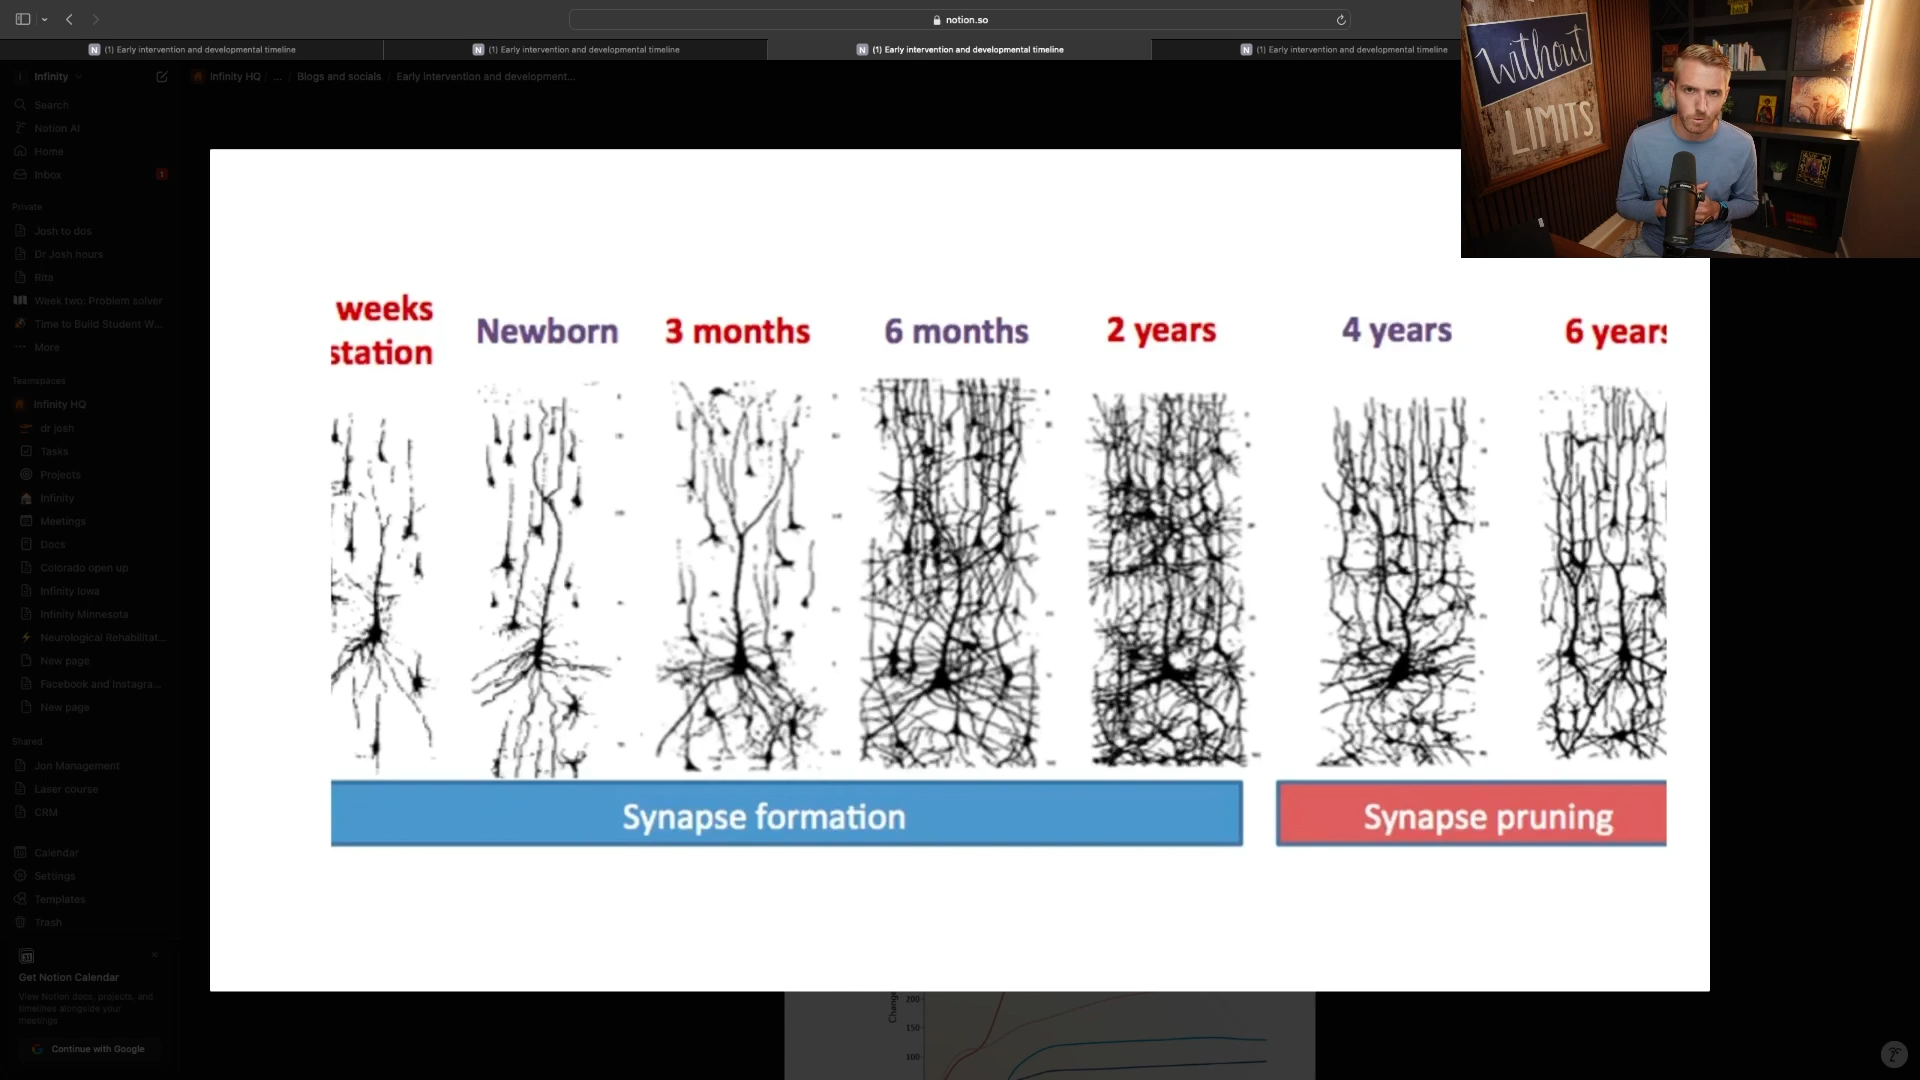 notion.so
(1) Early intervention and developmental timeline
(1) Early intervention and developmental timeline
(1) Early intervention and developmental timeline
(1) Early intervention and developmental timeline
Infinity
Infinity HQ / ... / Blogs and socials / Early intervention and development...
Search
Notion AI
Home
Inbox
1
Private
Josh to dos
Dr Josh hours
Rita
Week two: Problem solver
Time to Build Student W...
More
Teamspaces
Infinity HQ
dr josh
Tasks
Projects
Infinity
Meetings
Docs
Colorado open up
Infinity Iowa
Infinity Minnesota
Neurological Rehabilitat...
New page
Facebook and Instagra...
New page
Shared
Jon Management
Laser course
CRM
Calendar
Settings
Templates
Trash
Get Notion Calendar
View Notion docs, projects, and
timelines alongside your
meetings
Continue with Google
Without
LIMITS
weeks
station
Newborn
3 months
6 months
2 years
4 years
6 years
Synapse formation
Synapse pruning
Change
200
150
100